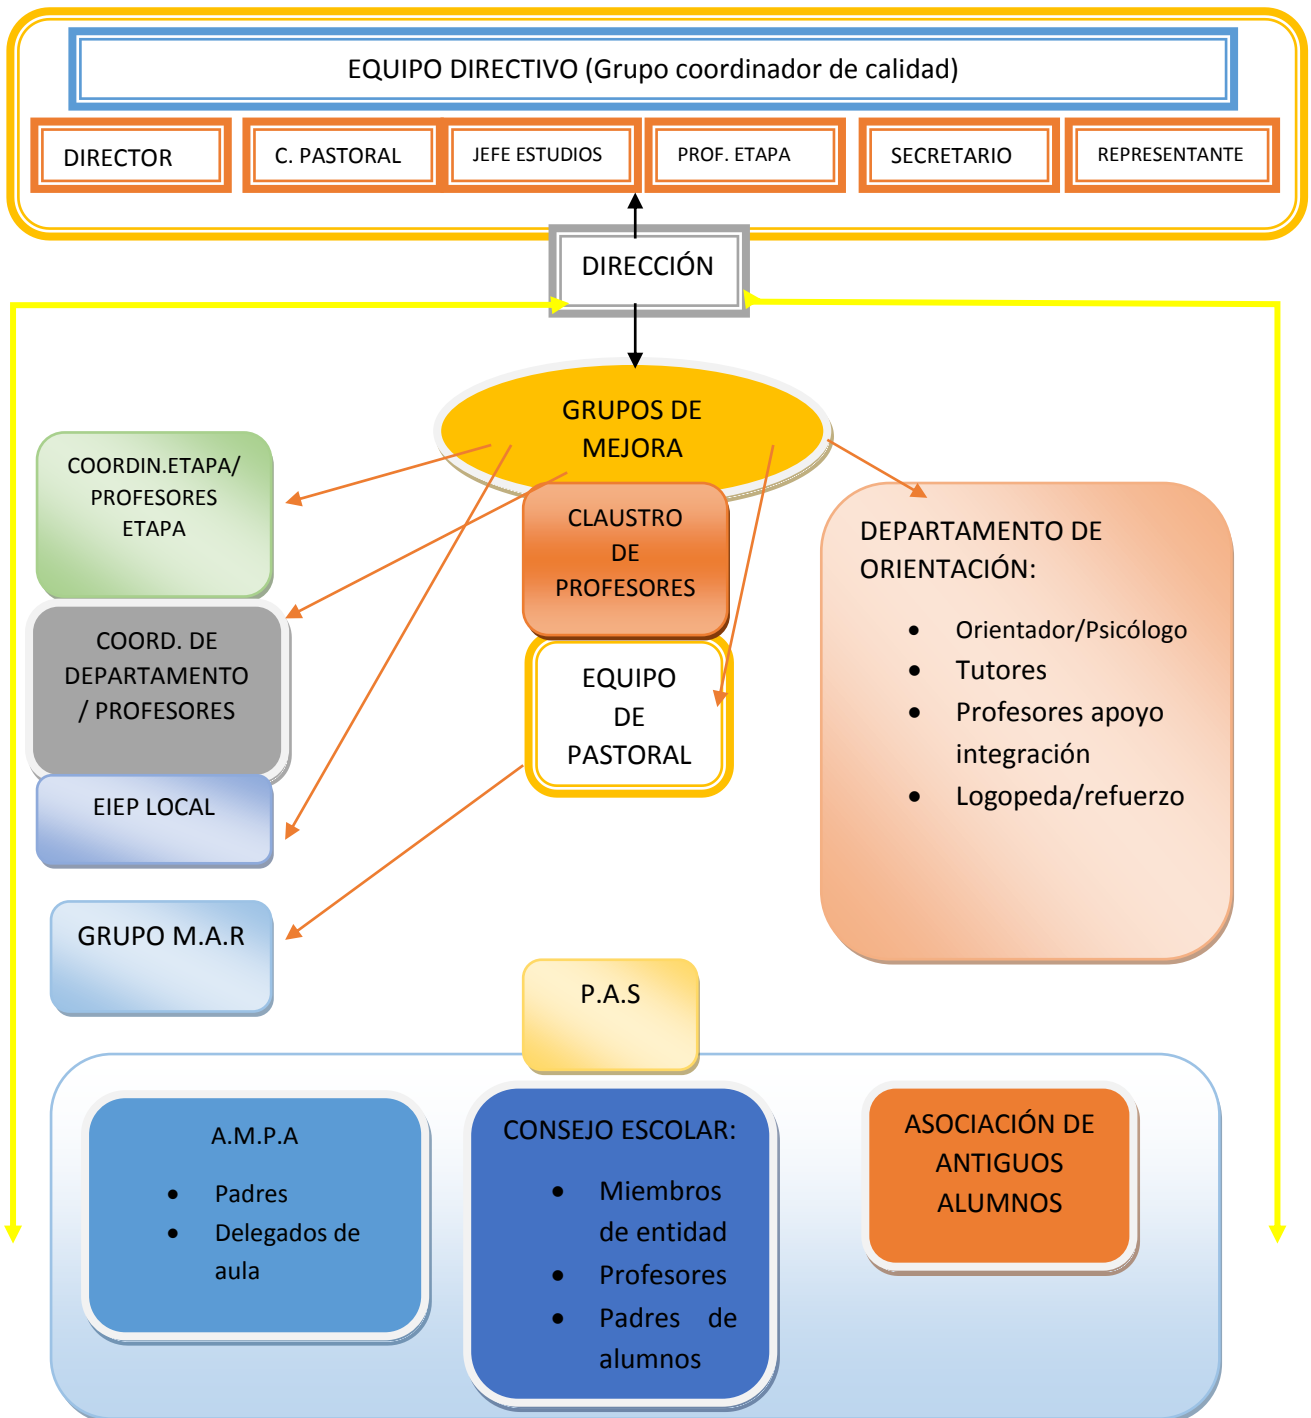 EQUIPO DIRECTIVO (Grupo coordinador de calidad)
DIRECTOR
C. PASTORAL
JEFE ESTUDIOS
PROF. ETAPA
SECRETARIO
REPRESENTANTE
DIRECCIÓN
GRUPOS DE
MEJORA
COORDIN.ETAPA/
PROFESORES
ETAPA
CLAUSTRO
DE
PROFESORES
DEPARTAMENTO DE
ORIENTACIÓN:
• Orientador/Psicólogo
• Tutores
• Profesores apoyo
integración
• Logopeda/refuerzo
COORD. DE
DEPARTAMENTO
/ PROFESORES
EQUIPO
DE
PASTORAL
EIEP LOCAL
GRUPO M.A.R
P.A.S
A.M.P.A
• Padres
• Delegados de
aula
CONSEJO ESCOLAR:
• Miembros
de entidad
• Profesores
• Padres de
alumnos
ASOCIACIÓN DE
ANTIGUOS
ALUMNOS